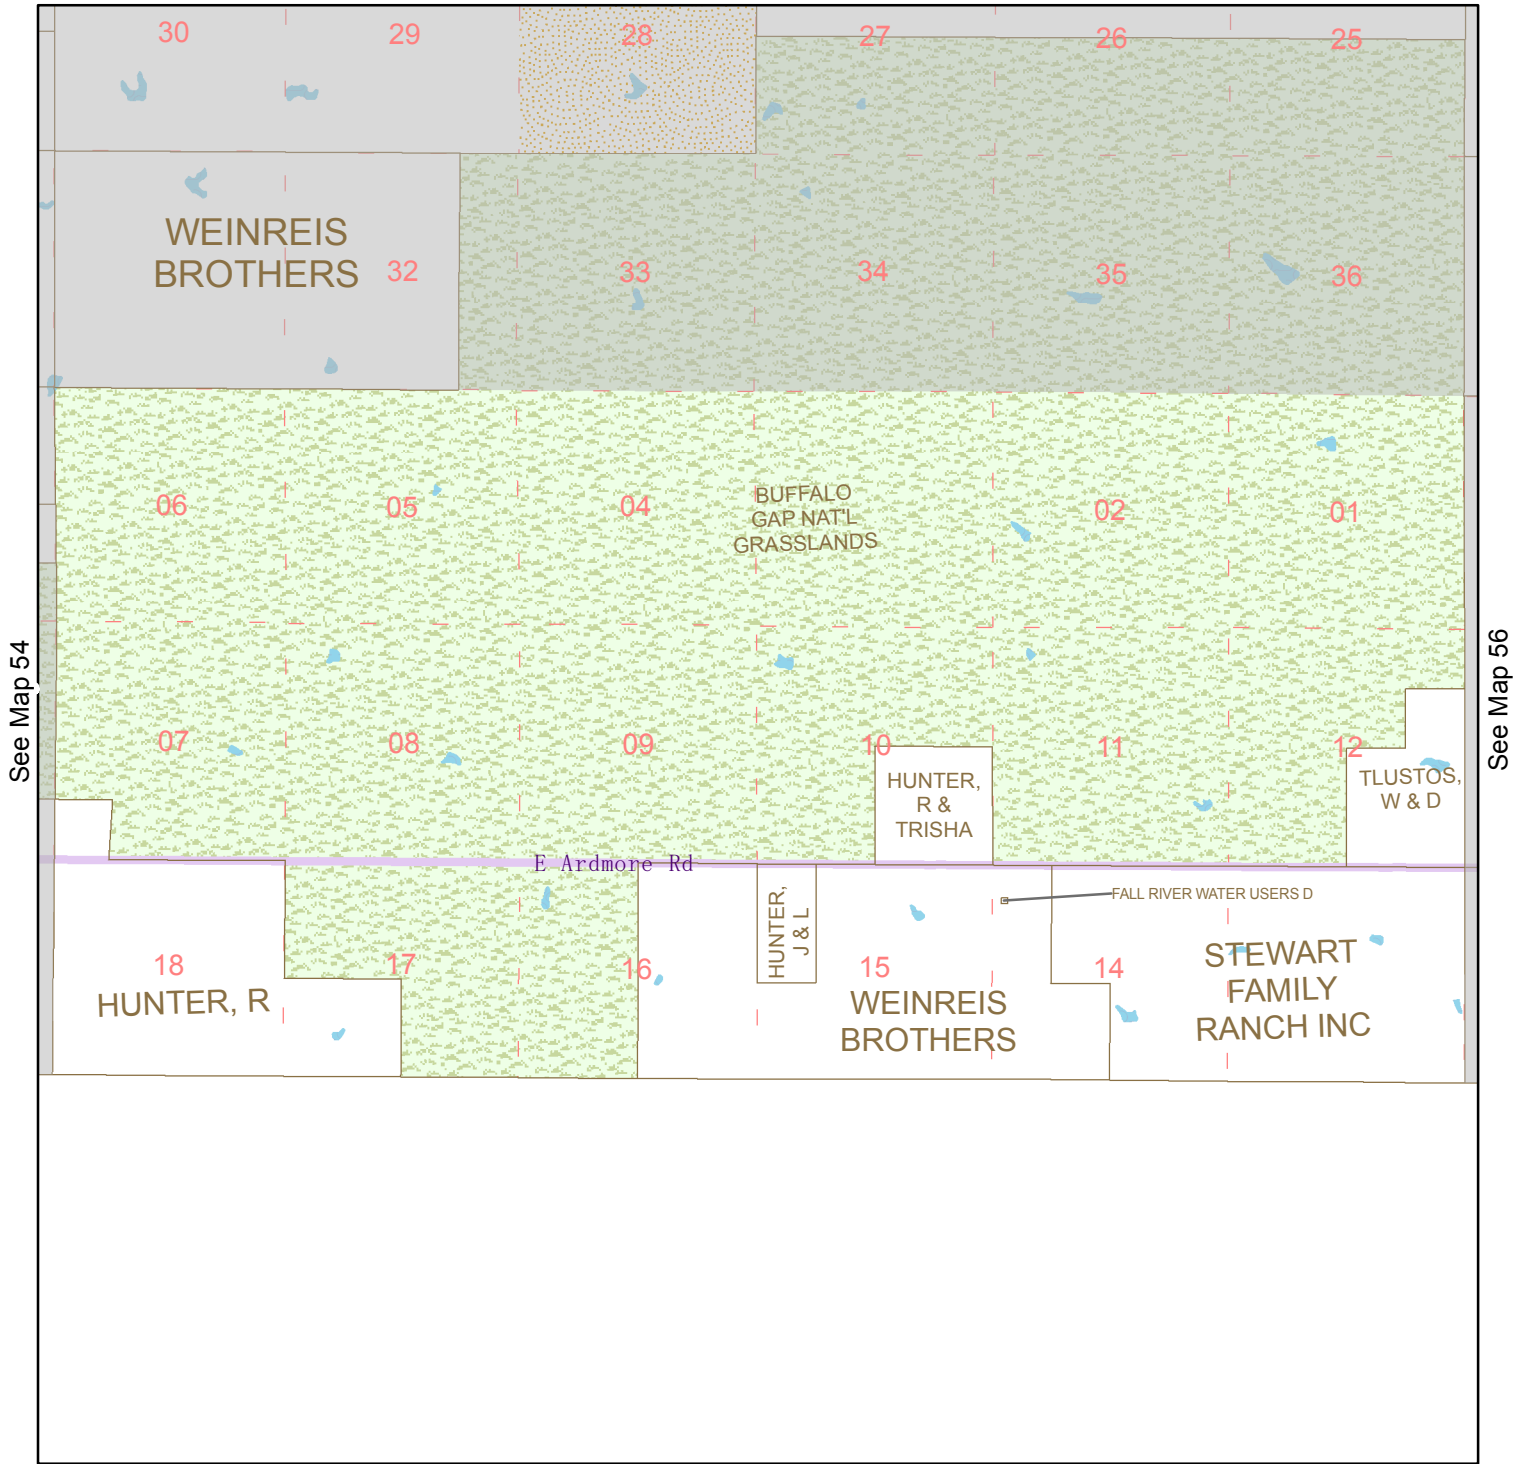 30
29
28
27
26
25
WEINREIS
BROTHERS
32
33
34
35
36
06
05
04
BUFFALO
GAP NAT'L
GRASSLANDS
02
01
See Map 54
See Map 56
07
08
09
10
11
12
HUNTER,
R &
TRISHA
TLUSTOS,
W & D
E Ardmore Rd
HUNTER,
J & L
FALL RIVER WATER USERS D
18
17
16
15
14
HUNTER, R
WEINREIS
BROTHERS
STEWART
FAMILY
RANCH INC